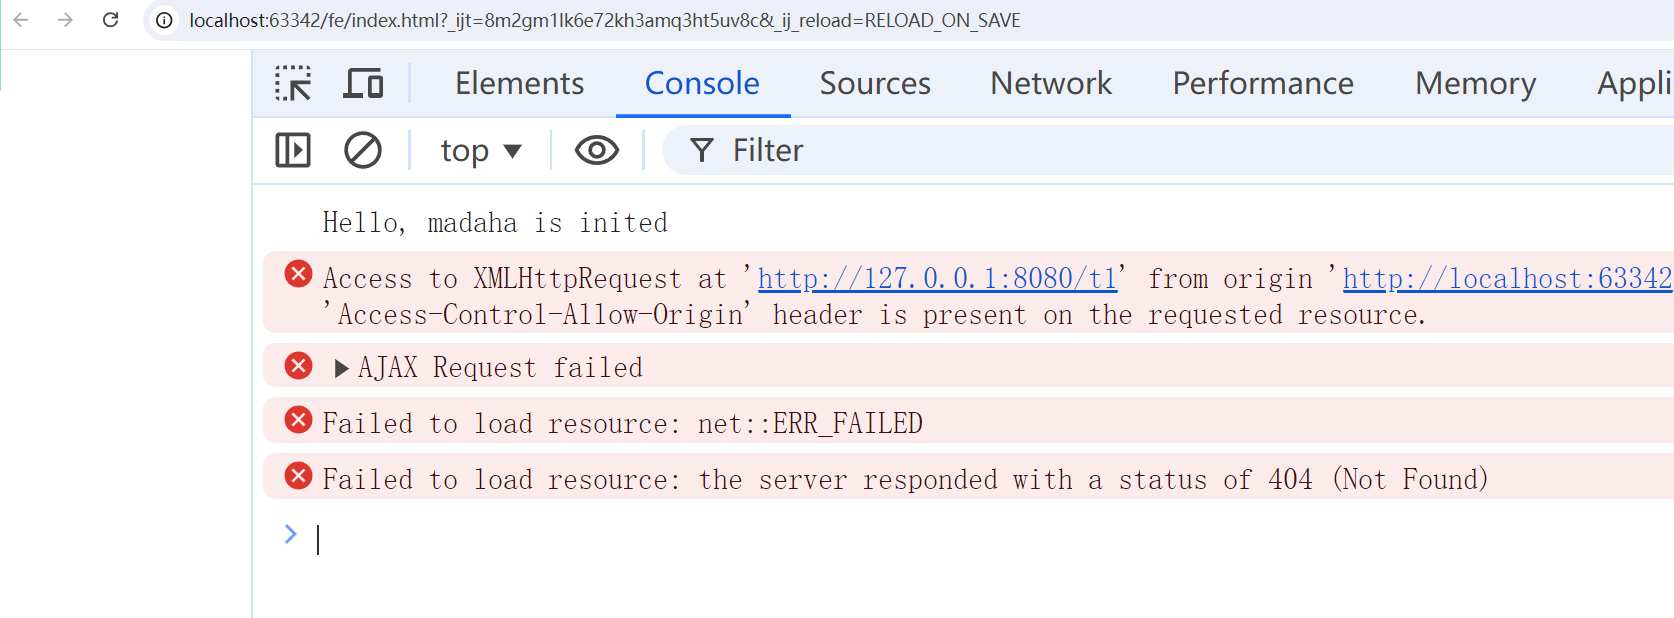 localhost:63342/fe/index.html?_ijt=8m2gm1lk6e72kh3amq3ht5uv8c&_ij_reload=RELOAD_ON_SAVE
Elements Console Sources Network Performance Memory Appli
top Filter
Hello, madaha is inited
Access to XMLHttpRequest at 'http://127.0.0.1:8080/t1' from origin 'http://localhost:63342
'Access-Control-Allow-Origin' header is present on the requested resource.
AJAX Request failed
Failed to load resource: net::ERR_FAILED
Failed to load resource: the server responded with a status of 404 (Not Found)